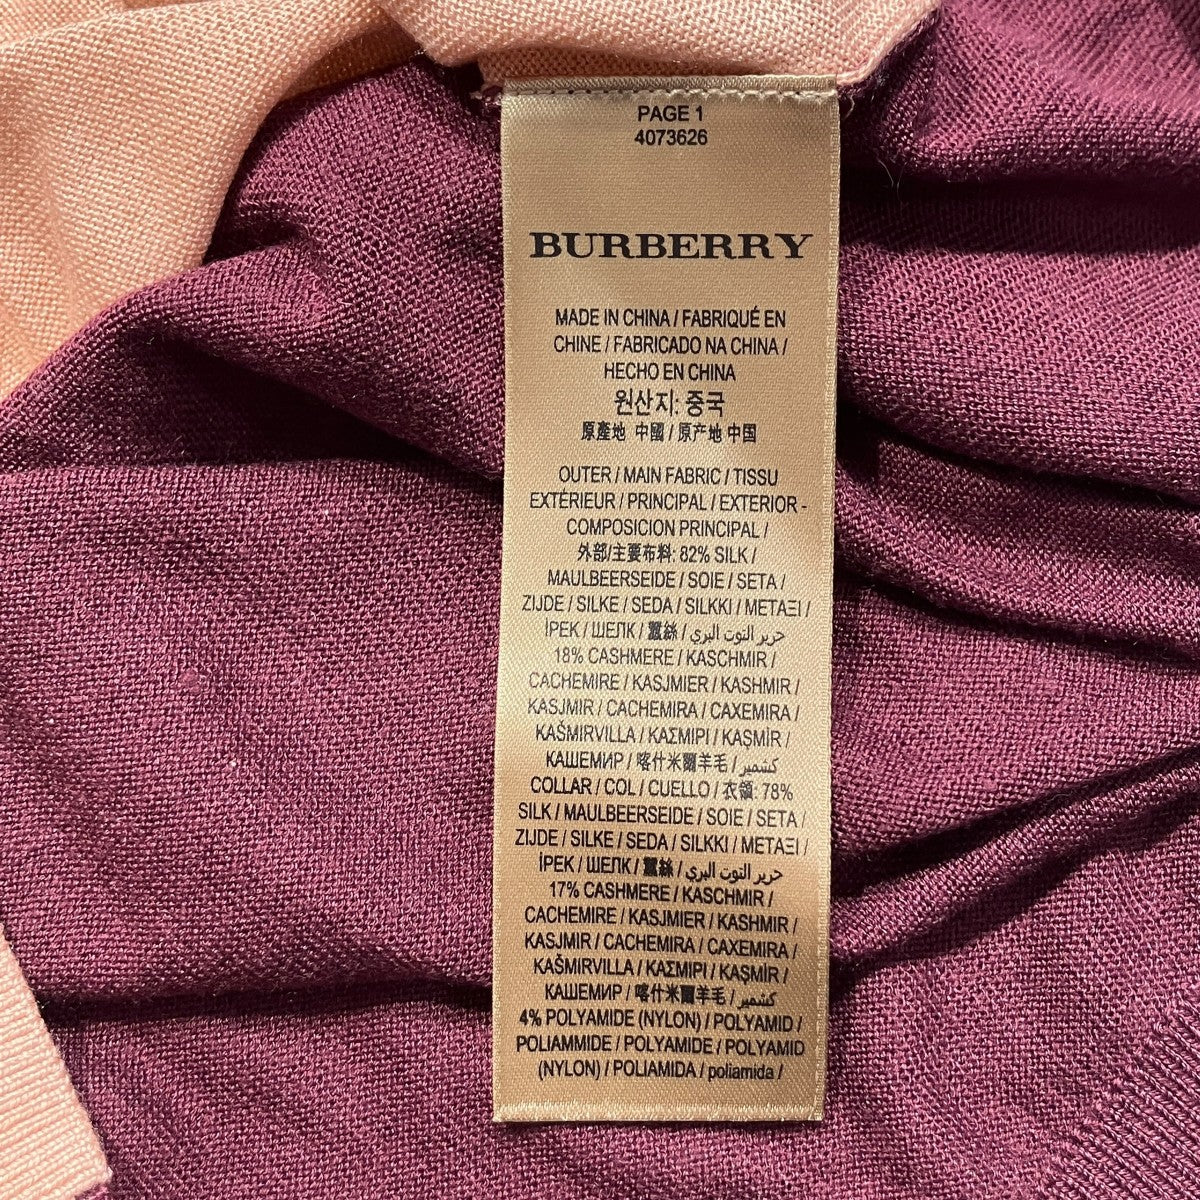 PAGE 1
4073626
BURBERRY
MADE IN CHINA / FABRIQUÉ EN
CHINE / FABRICADO NA CHINA /
HECHO EN CHINA
원산지: 중국
原產地 中國 / 原产地 中国
OUTER / MAIN FABRIC / TISSU
EXTÉRIEUR / PRINCIPAL / EXTERIOR -
COMPOSICION PRINCIPAL /
外部/主要布料: 82% SILK /
MAULBEERSEIDE / SOIE / SETA /
ZIJDE / SILKE / SEDA / SILKKI / ΜΕΤΑΞΙ /
İPEK / ШЕЛК / 蠶絲 / حرير التوت البري /
18% CASHMERE / KASCHMIR /
CACHEMIRE / KASJMIER / KASHMIR /
KASJMIR / CACHEMIRA / CAXEMIRA /
KAŠMIRVILLA / ΚΑΣΜΙΡΙ / KAŞMİR /
КАШЕМИР / 喀什米爾羊毛 / كشمير /
COLLAR / COL / CUELLO / 衣領: 78%
SILK / MAULBEERSEIDE / SOIE / SETA /
ZIJDE / SILKE / SEDA / SILKKI / ΜΕΤΑΞΙ /
İPEK / ШЕЛК / 蠶絲 / حرير التوت البري /
17% CASHMERE / KASCHMIR /
CACHEMIRE / KASJMIER / KASHMIR /
KASJMIR / CACHEMIRA / CAXEMIRA /
KAŠMIRVILLA / ΚΑΣΜΙΡΙ / KAŞMİR /
КАШЕМИР / 喀什米爾羊毛 / كشمير /
4% POLYAMIDE (NYLON) / POLYAMID /
POLIAMMIDE / POLYAMIDE / POLYAMID
(NYLON) / POLIAMIDA / poliamida /